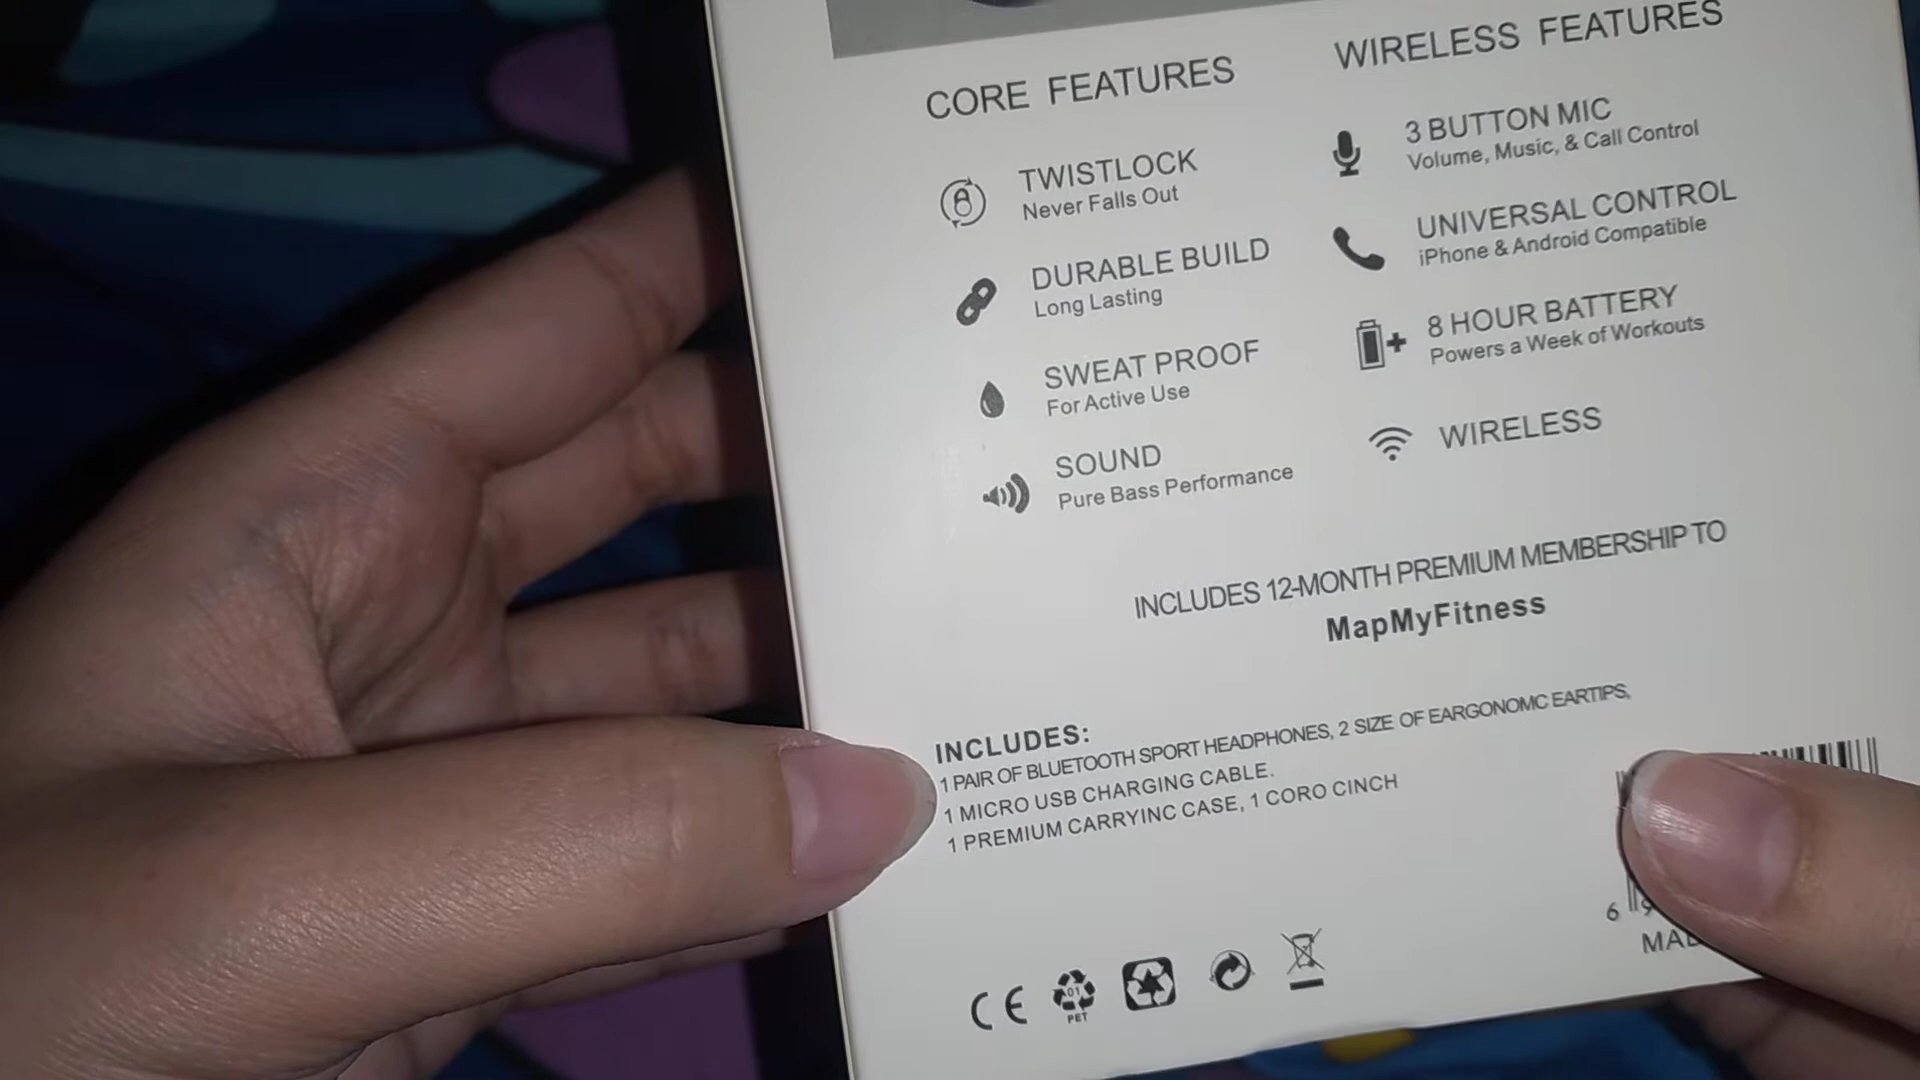 CORE FEATURES
TWISTLOCK
Never Falls Out
DURABLE BUILD
Long Lasting
SWEAT PROOF
For Active Use
SOUND
Pure Bass Performance
WIRELESS FEATURES
3 BUTTON MIC
Volume, Music, & Call Control
UNIVERSAL CONTROL
iPhone & Android Compatible
8 HOUR BATTERY
Powers a Week of Workouts
WIRELESS
INCLUDES 12-MONTH PREMIUM MEMBERSHIP TO
MapMyFitness
INCLUDES:
1 PAIR OF BLUETOOTH SPORT HEADPHONES, 2 SIZE OF EARGONOMC EARTIPS,
1 MICRO USB CHARGING CABLE.
1 PREMIUM CARRYINC CASE, 1 CORO CINCH
CE
01
PET
6 9